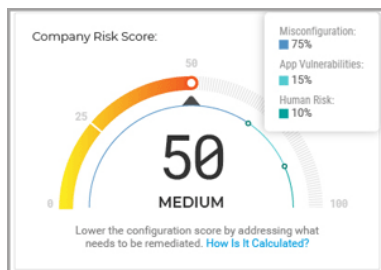 Company Risk Score:
Misconfiguration:
75%
App Vulnerabilities:
15%
Human Risk:
10%
50
25
0
100
50
MEDIUM
Lower the configuration score by addressing what
needs to be remediated. How Is It Calculated?